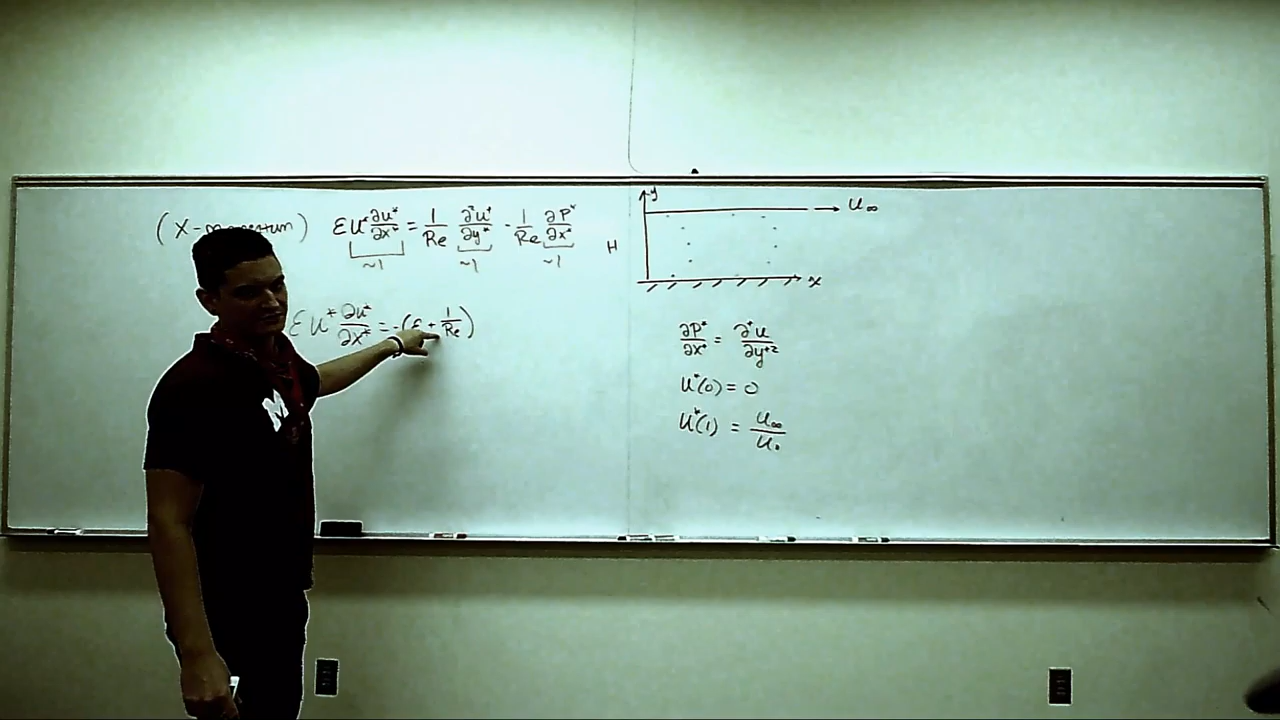 (X-momentum) εu* ∂u*/∂x* = 1/Re ∂²u*/∂y* - 1/Re ∂P*/∂x*
~1 ~1 ~1
εu* ∂u*/∂x* = -(ε + 1/Re)
y
U∞
H
x
∂P*/∂x* = ∂²u/∂y*²
u*(0) = 0
u*(1) = U∞/U₀
M